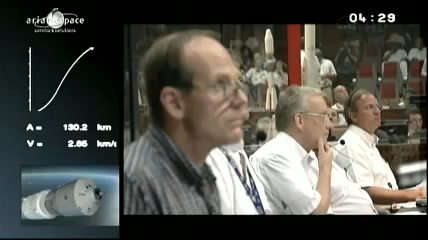 arianespace
service & solutions
04:29
A = 130.2 km
V = 2.85 km/s